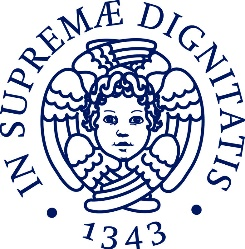 IN SUPREMÆ DIGNITATIS
• 1343 •